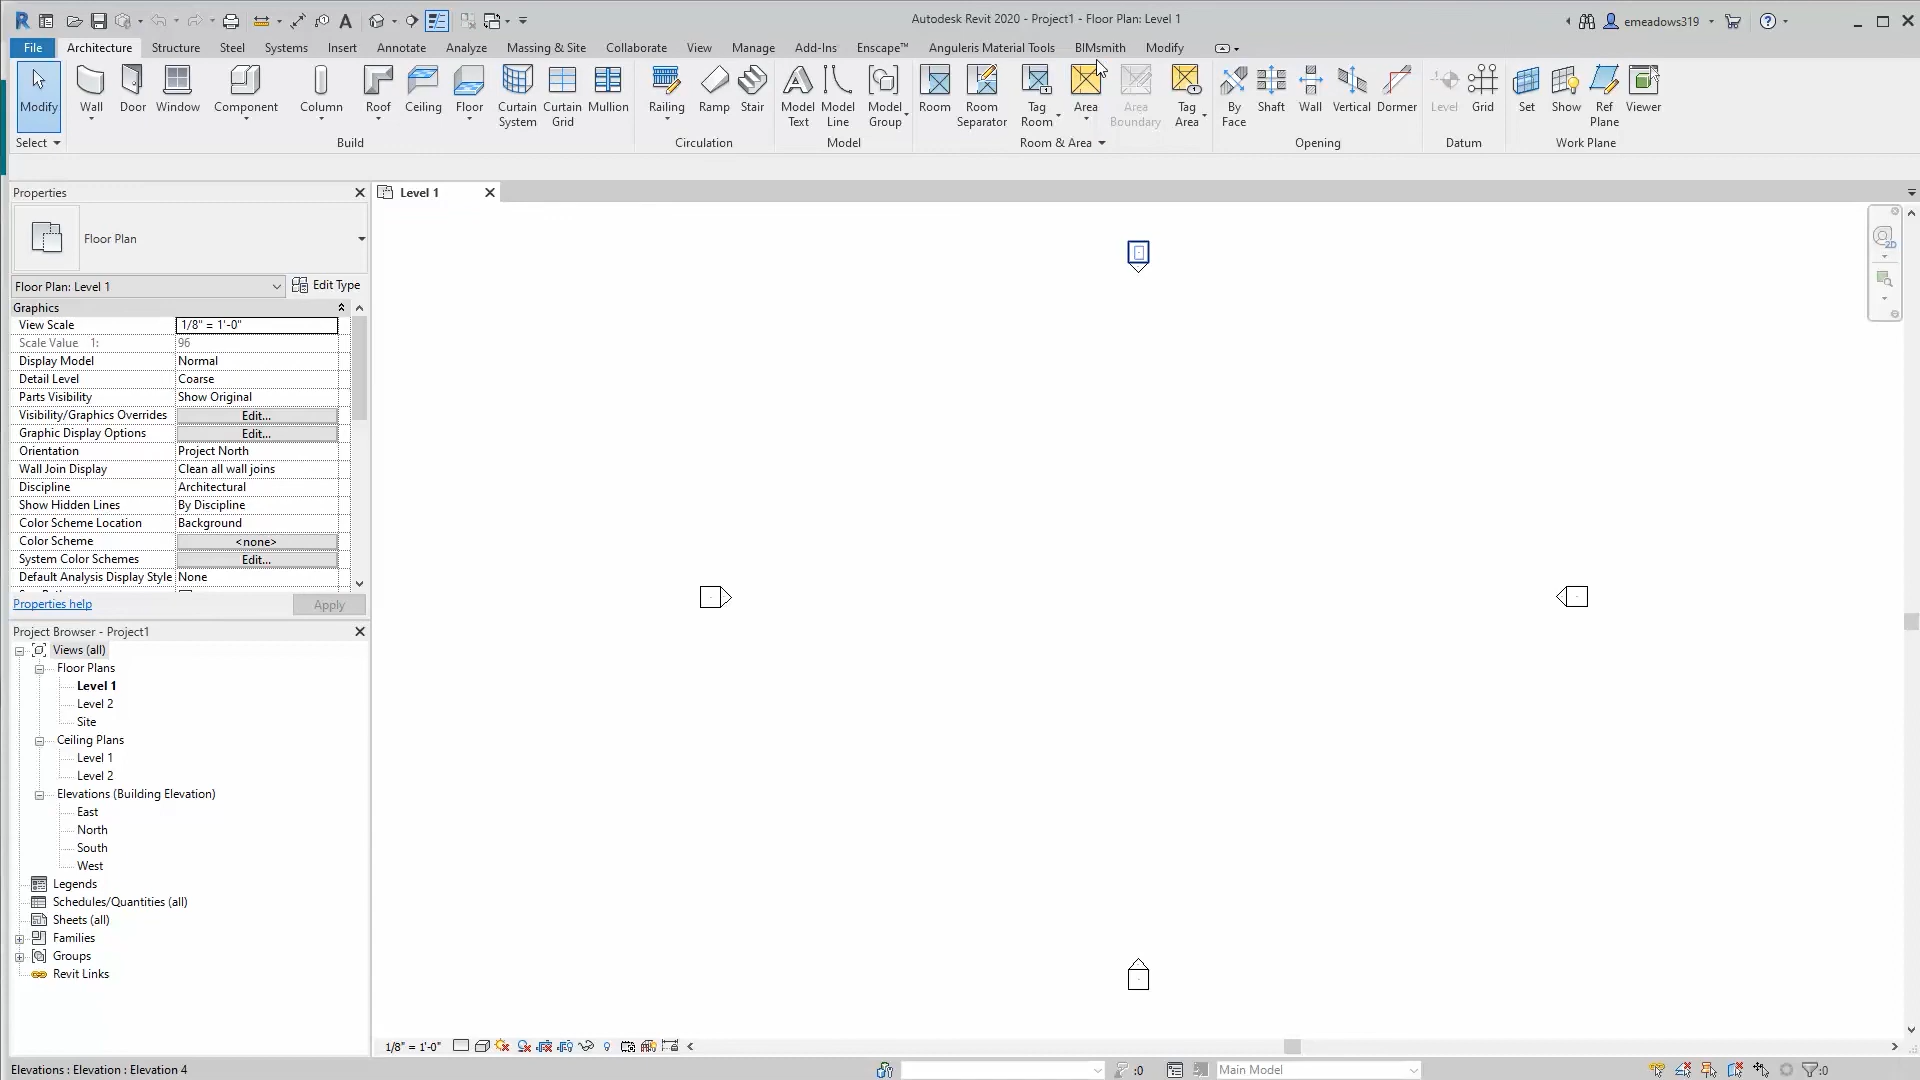 Autodesk Revit 2020 - Project1 - Floor Plan: Level 1
emeadows319
File Architecture Structure Steel Systems Insert Annotate Analyze Massing & Site Collaborate View Manage Add-Ins Enscape™ Anguleris Material Tools BIMsmith Modify
Modify Wall Door Window Component Column Roof Ceiling Floor Curtain System Curtain Grid Mullion Railing Ramp Stair Model Text Model Line Model Group Room Room Separator Tag Room Area Area Boundary Tag Area By Face Shaft Wall Vertical Dormer Level Grid Set Show Ref Plane Viewer
Select Build Circulation Model Room & Area Opening Datum Work Plane
Properties
Floor Plan
Floor Plan: Level 1 Edit Type
Graphics
View Scale 1/8" = 1'-0"
Scale Value 1: 96
Display Model Normal
Detail Level Coarse
Parts Visibility Show Original
Visibility/Graphics Overrides Edit...
Graphic Display Options Edit...
Orientation Project North
Wall Join Display Clean all wall joins
Discipline Architectural
Show Hidden Lines By Discipline
Color Scheme Location Background
Color Scheme <none>
System Color Schemes Edit...
Default Analysis Display Style None
Properties help Apply
Project Browser - Project1
Views (all)
Floor Plans
Level 1
Level 2
Site
Ceiling Plans
Level 1
Level 2
Elevations (Building Elevation)
East
North
South
West
Legends
Schedules/Quantities (all)
Sheets (all)
Families
Groups
Revit Links
Level 1
2D
1/8" = 1'-0"
Elevations : Elevation : Elevation 4
:0
Main Model
:0